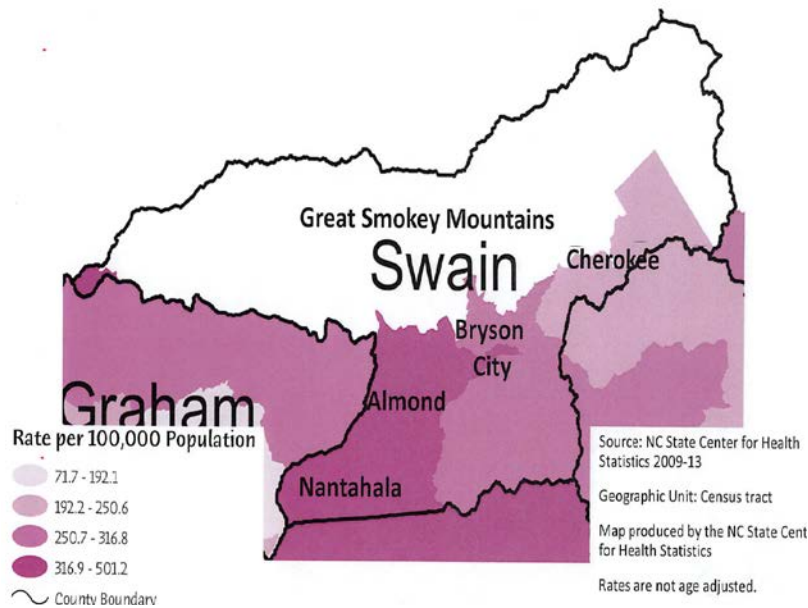 Great Smokey Mountains
Swain
Cherokee
Bryson
City
Almond
Graham
Nantahala
Rate per 100,000 Population
71.7 - 192.1
192.2 - 250.6
250.7 - 316.8
316.9 - 501.2
County Boundary
Source: NC State Center for Health
Statistics 2009-13
Geographic Unit: Census tract
Map produced by the NC State Cent
for Health Statistics
Rates are not age adjusted.